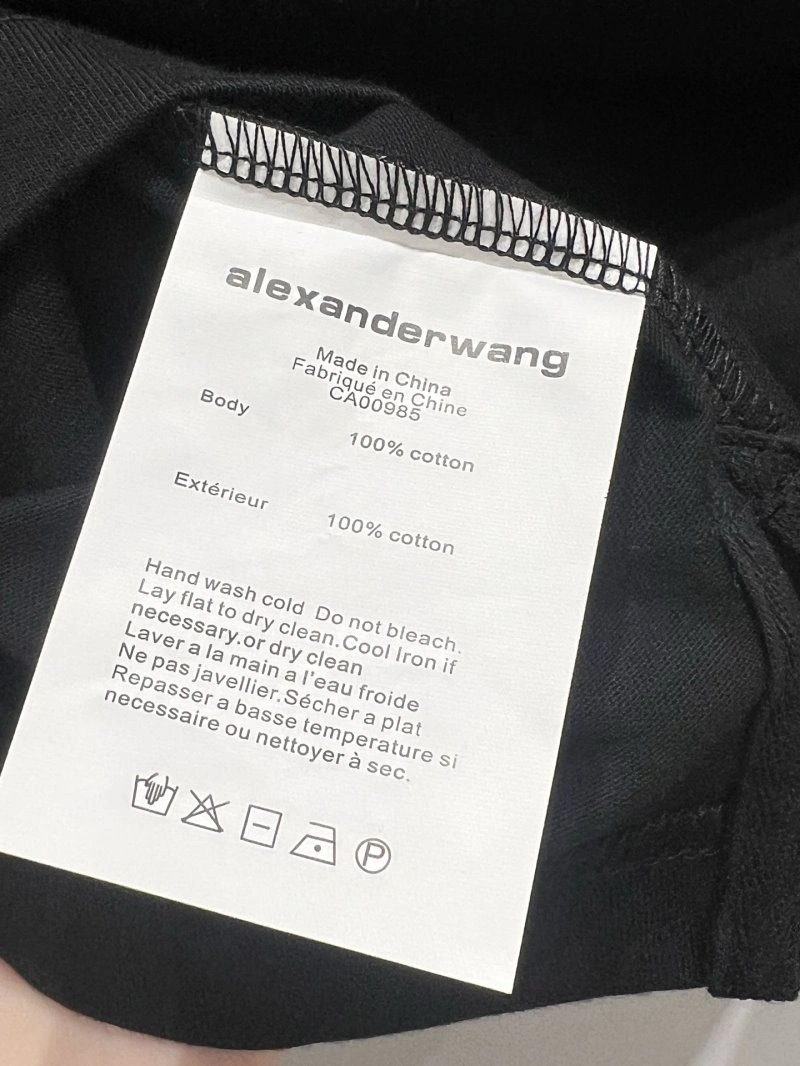 alexanderwang
Made in China
Fabriqué en Chine
CA00985
Body
100% cotton
Extérieur
100% cotton
Hand wash cold Do not bleach.
Lay flat to dry clean.Cool Iron if
necessary.or dry clean
Laver a la main a l'eau froide
Ne pas javellier.Sécher a plat
Repasser a basse temperature si
necessaire ou nettoyer à sec.
P